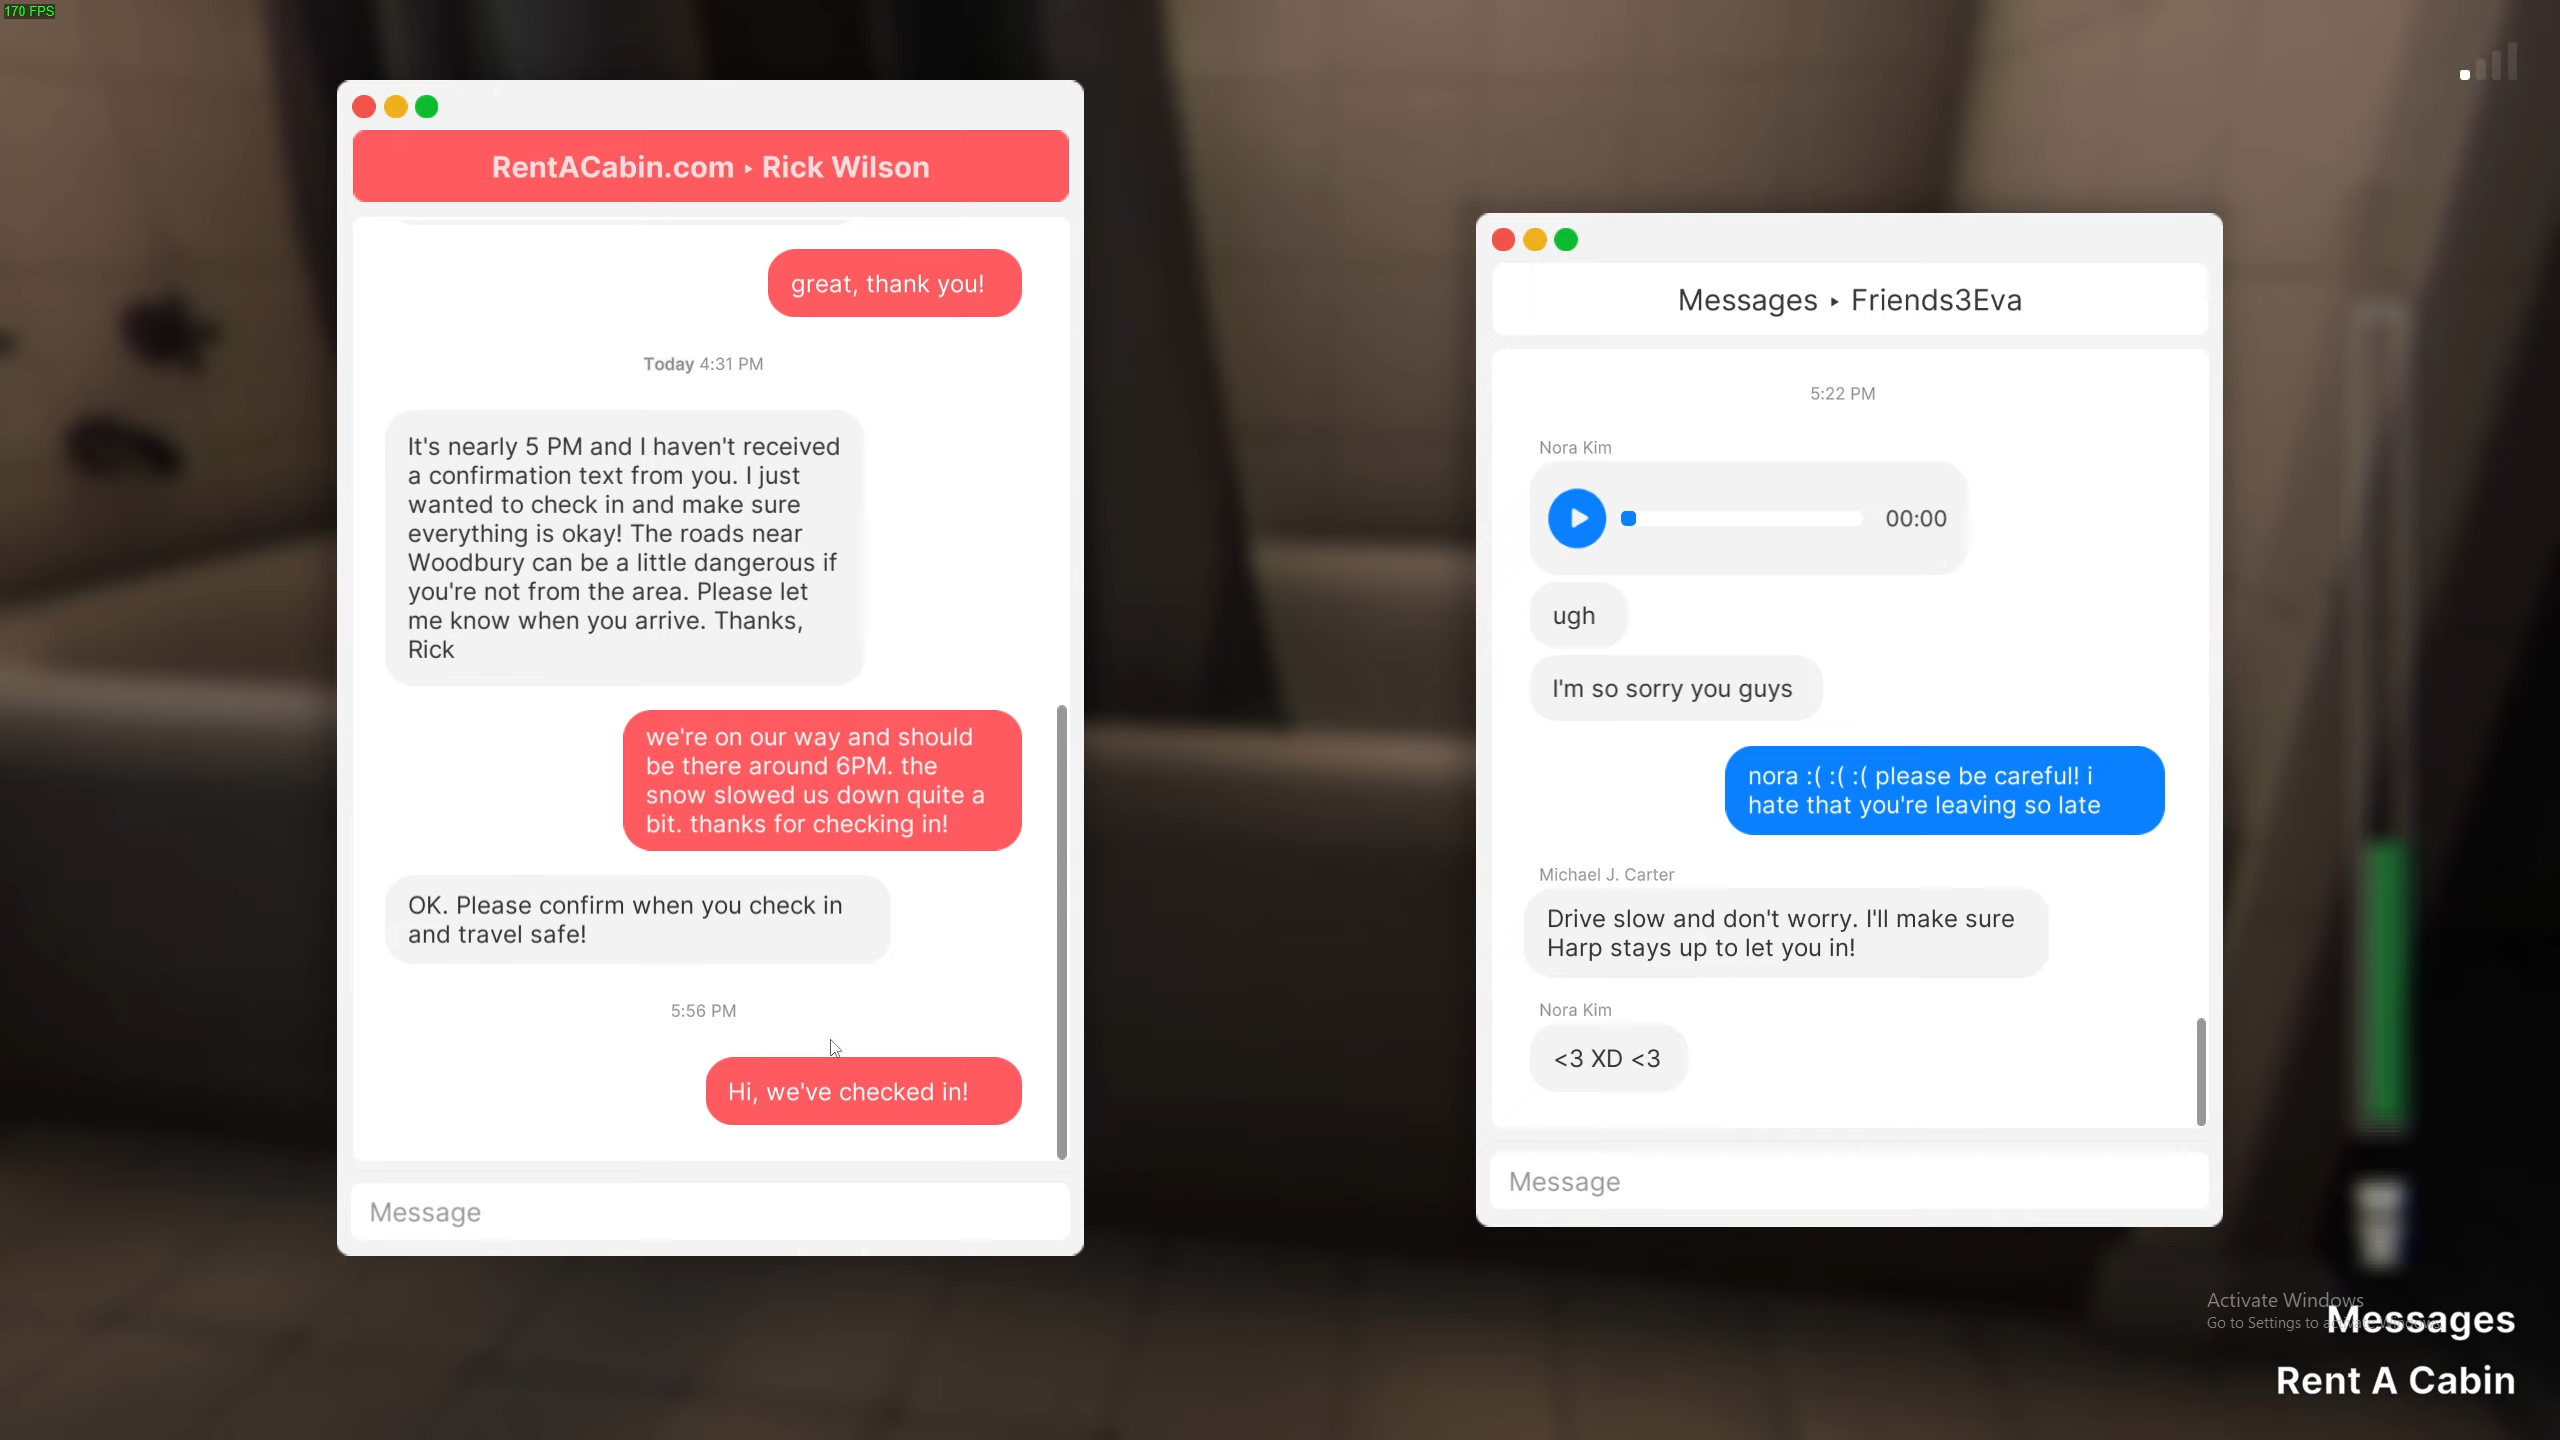 170 FPS
RentACabin.com ‣ Rick Wilson
great, thank you!
Today 4:31 PM
It's nearly 5 PM and I haven't received
a confirmation text from you. I just
wanted to check in and make sure
everything is okay! The roads near
Woodbury can be a little dangerous if
you're not from the area. Please let
me know when you arrive. Thanks,
Rick
we're on our way and should
be there around 6PM. the
snow slowed us down quite a
bit. thanks for checking in!
OK. Please confirm when you check in
and travel safe!
5:56 PM
Hi, we've checked in!
Message
Messages ‣ Friends3Eva
5:22 PM
Nora Kim
00:00
ugh
I'm so sorry you guys
nora :( :( :( please be careful! i
hate that you're leaving so late
Michael J. Carter
Drive slow and don't worry. I'll make sure
Harp stays up to let you in!
Nora Kim
<3 XD <3
Message
Activate Windows
Go to Settings to activate Windows.
Messages
Rent A Cabin